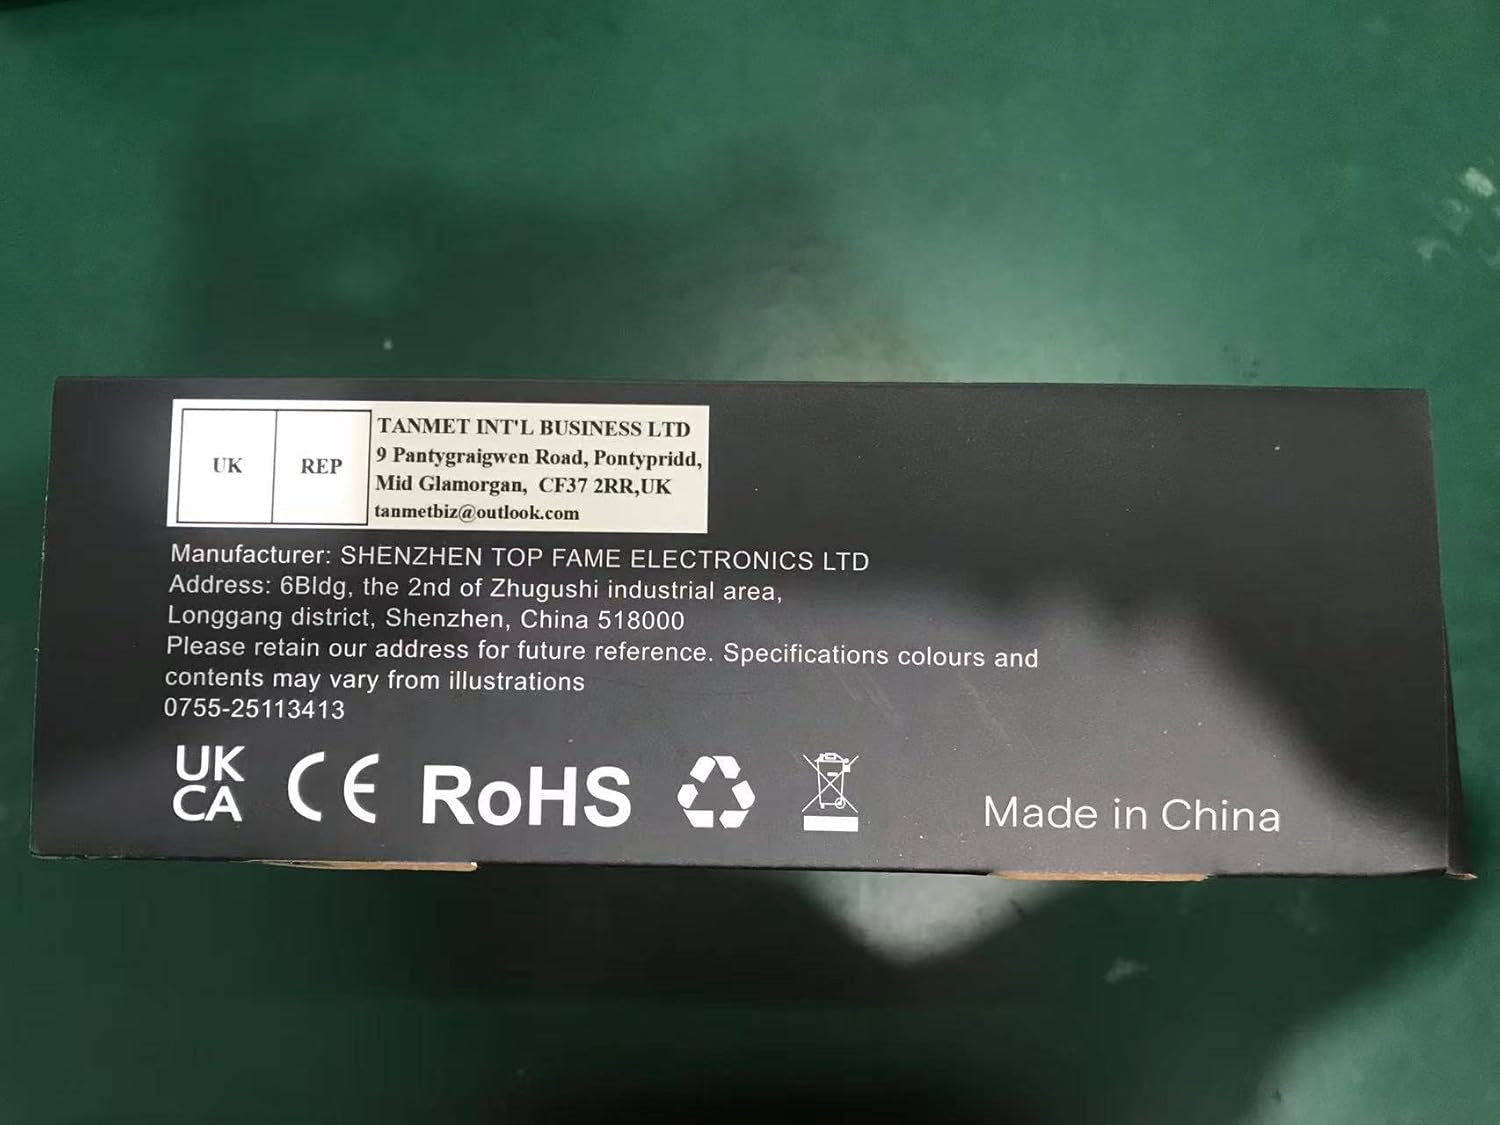 UK
REP
TANMET INT'L BUSINESS LTD
9 Pantygraigwen Road, Pontypridd,
Mid Glamorgan, CF37 2RR,UK
tanmetbiz@outlook.com
Manufacturer: SHENZHEN TOP FAME ELECTRONICS LTD
Address: 6Bldg, the 2nd of Zhugushi industrial area,
Longgang district, Shenzhen, China 518000
Please retain our address for future reference. Specifications colours and
contents may vary from illustrations
0755-25113413
UK
CA
CE
RoHS
Made in China